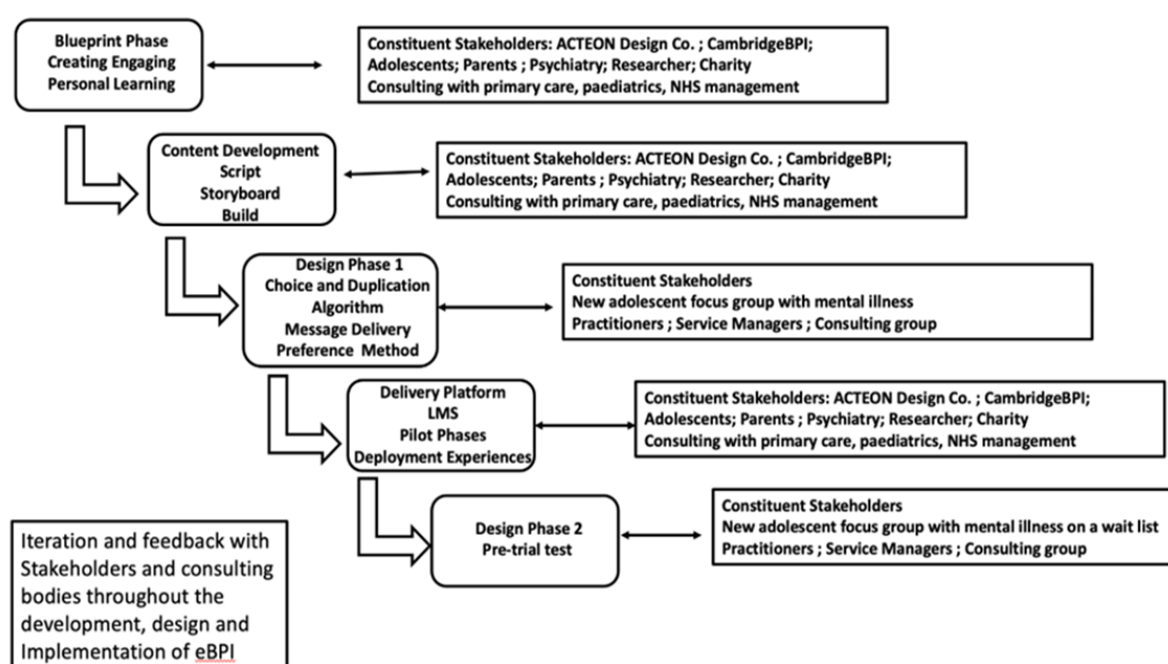 Blueprint Phase
Creating Engaging
Personal Learning
Constituent Stakeholders: ACTEON Design Co. ; CambridgeBPI;
Adolescents; Parents ; Psychiatry; Researcher; Charity
Consulting with primary care, paediatrics, NHS management
Content Development
Script
Storyboard
Build
Constituent Stakeholders: ACTEON Design Co. ; CambridgeBPI;
Adolescents; Parents ; Psychiatry; Researcher; Charity
Consulting with primary care, paediatrics, NHS management
Design Phase 1
Choice and Duplication
Algorithm
Message Delivery
Preference Method
Constituent Stakeholders
New adolescent focus group with mental illness
Practitioners ; Service Managers ; Consulting group
Delivery Platform
LMS
Pilot Phases
Deployment Experiences
Constituent Stakeholders: ACTEON Design Co. ; CambridgeBPI;
Adolescents; Parents ; Psychiatry; Researcher; Charity
Consulting with primary care, paediatrics, NHS management
Design Phase 2
Pre-trial test
Constituent Stakeholders
New adolescent focus group with mental illness on a wait list
Practitioners ; Service Managers ; Consulting group
Iteration and feedback with
Stakeholders and consulting
bodies throughout the
development, design and
Implementation of eBPI